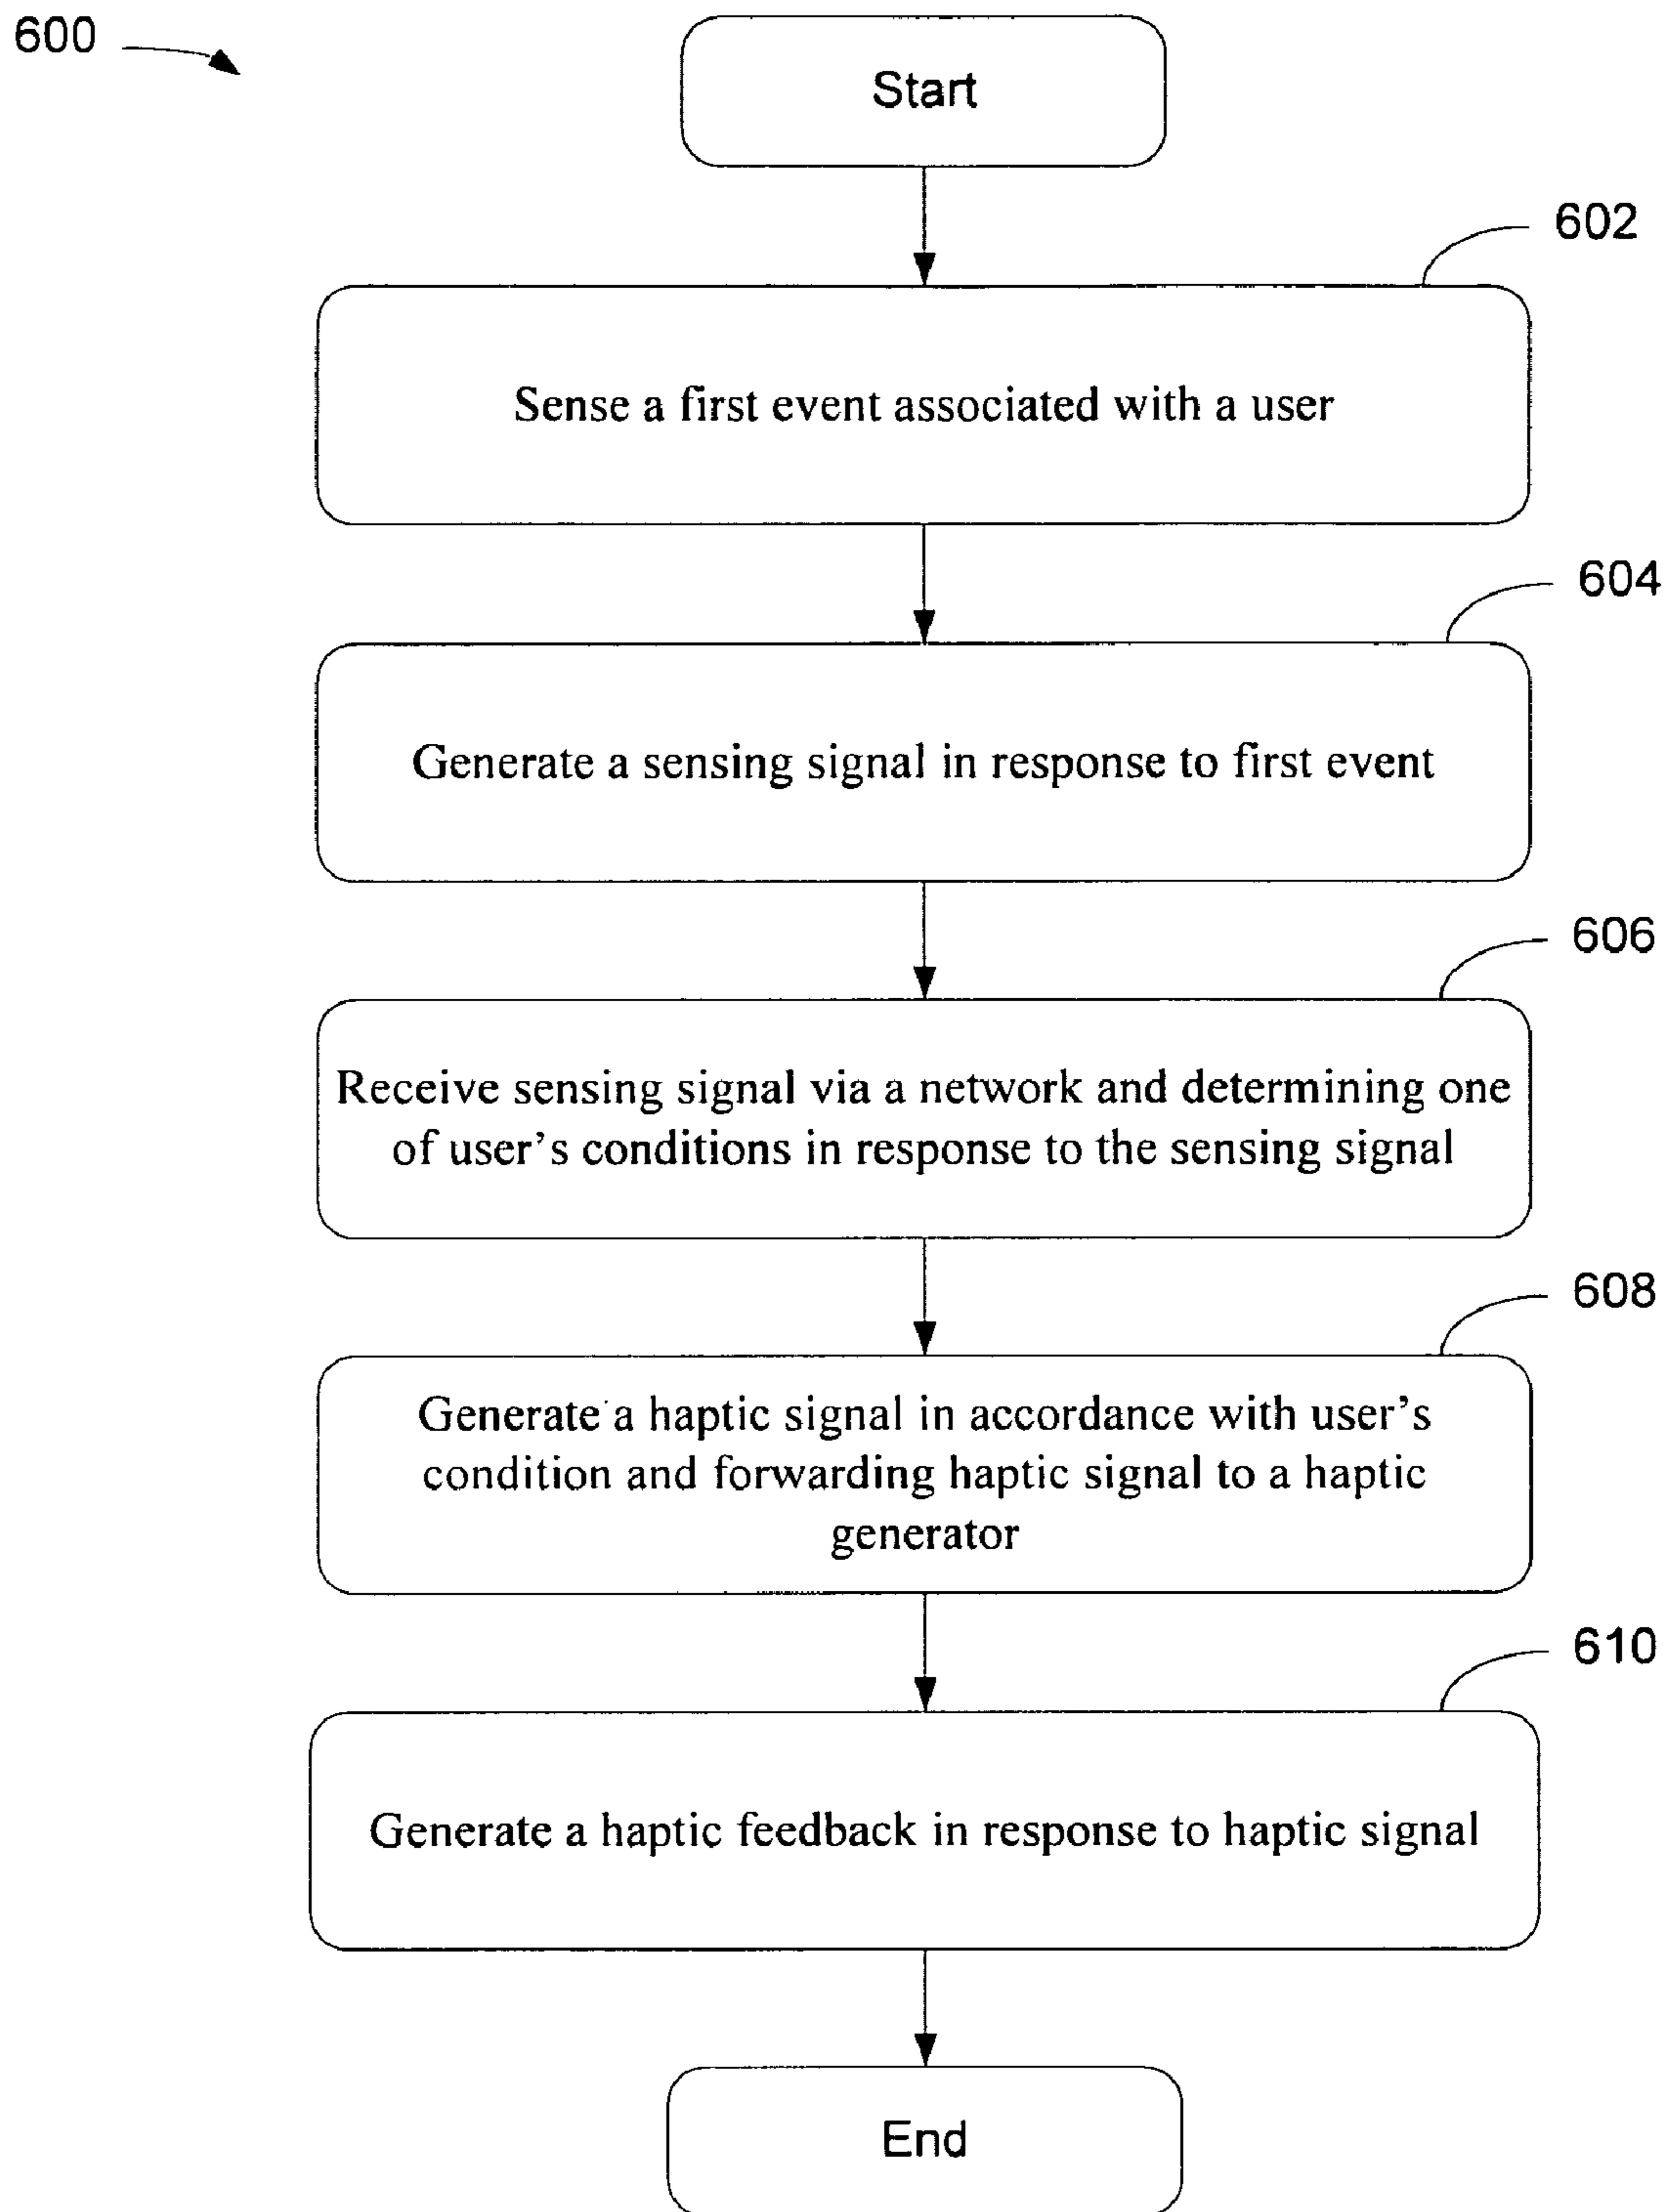 600
Start
602
Sense a first event associated with a user
604
Generate a sensing signal in response to first event
606
Receive sensing signal via a network and determining one
of user's conditions in response to the sensing signal
608
Generate a haptic signal in accordance with user's
condition and forwarding haptic signal to a haptic
generator
610
Generate a haptic feedback in response to haptic signal
End